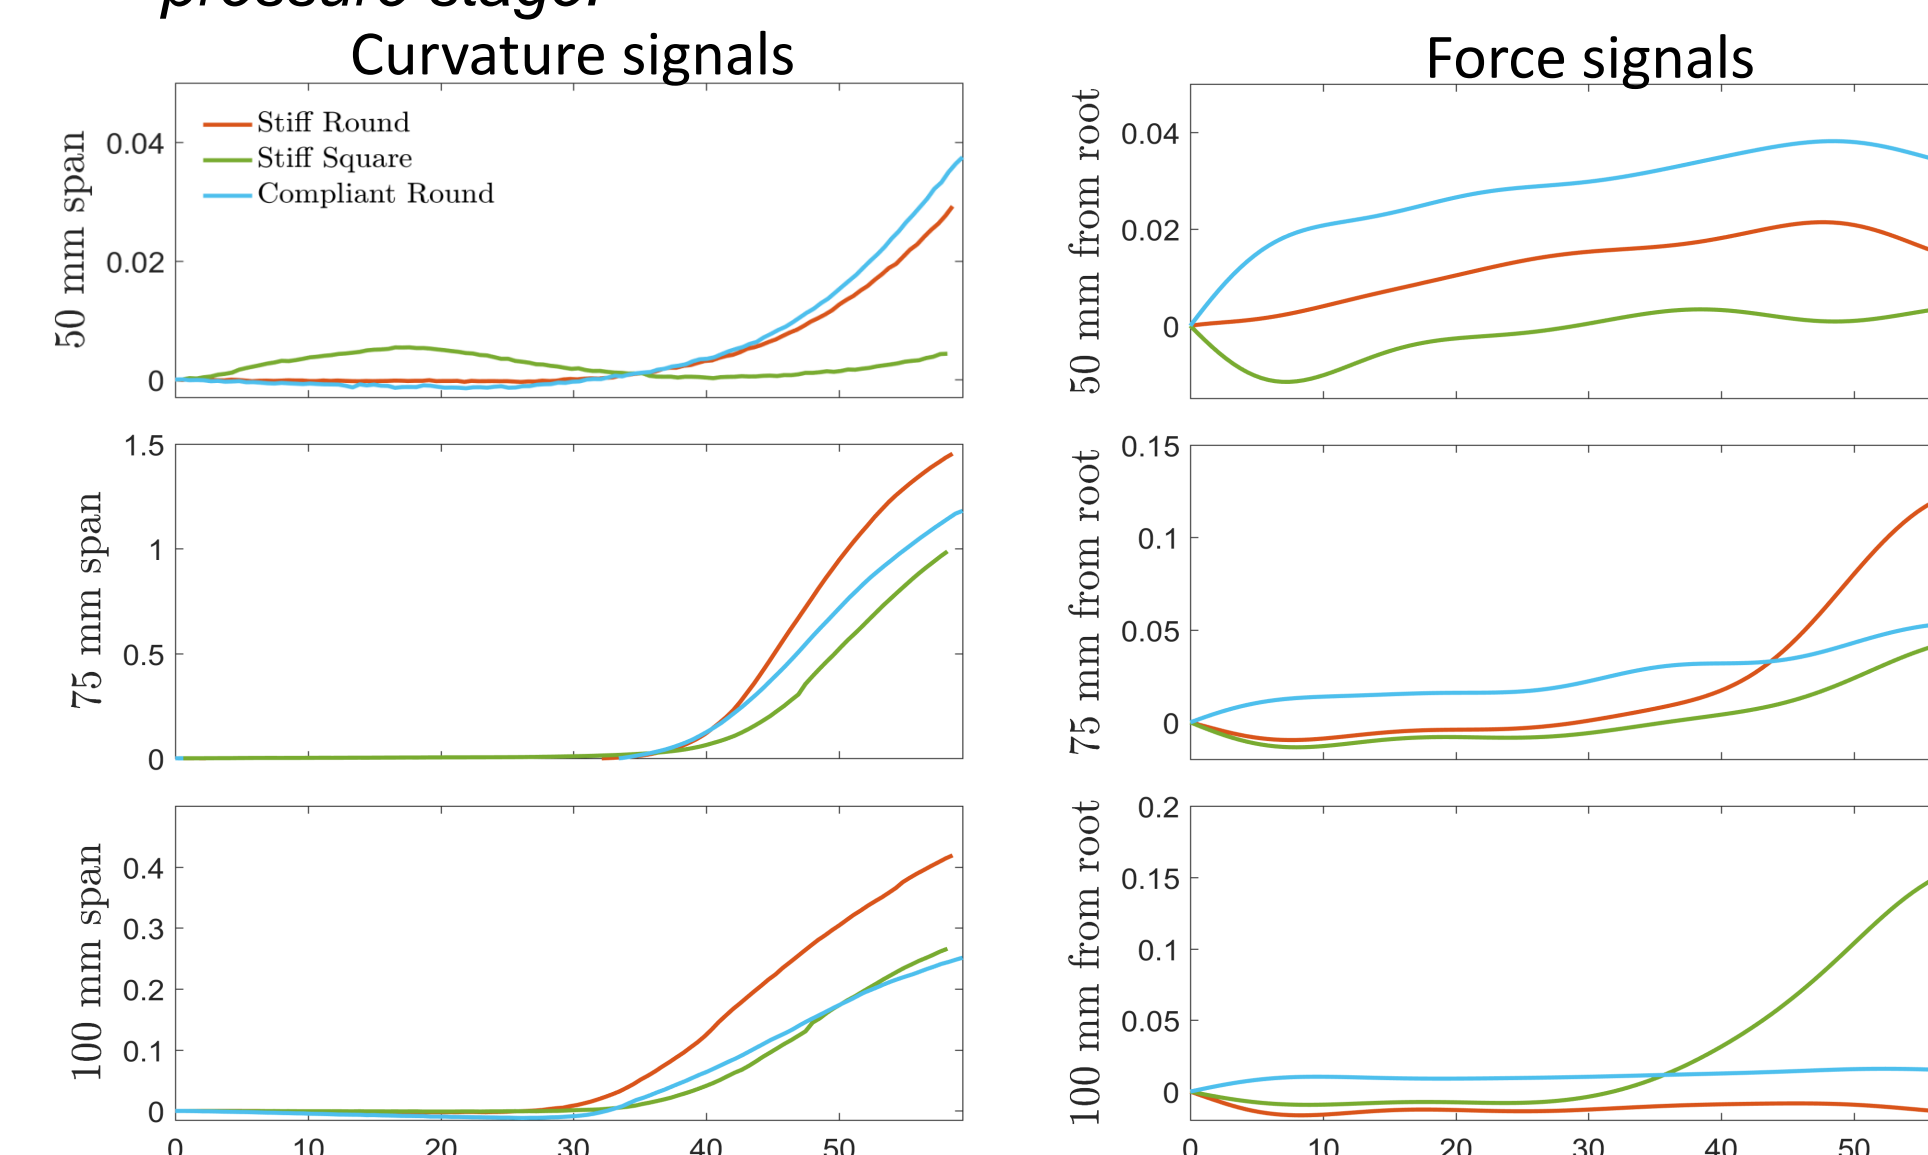 pressure stage.
Curvature signals
50 mm span
0.04
0.02
0
Stiff Round
Stiff Square
Compliant Round
75 mm span
1.5
1
0.5
0
100 mm span
0.4
0.3
0.2
0.1
0
0 10 20 30 40 50
Force signals
50 mm from root
0.04
0.02
0
75 mm from root
0.15
0.1
0.05
0
100 mm from root
0.2
0.15
0.1
0.05
0
0 10 20 30 40 50